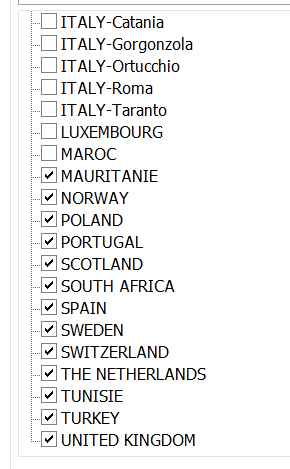 ITALY-Catania
ITALY-Gorgonzola
ITALY-Ortucchio
ITALY-Roma
ITALY-Taranto
LUXEMBOURG
MAROC
MAURITANIE
NORWAY
POLAND
PORTUGAL
SCOTLAND
SOUTH AFRICA
SPAIN
SWEDEN
SWITZERLAND
THE NETHERLANDS
TUNISIE
TURKEY
UNITED KINGDOM